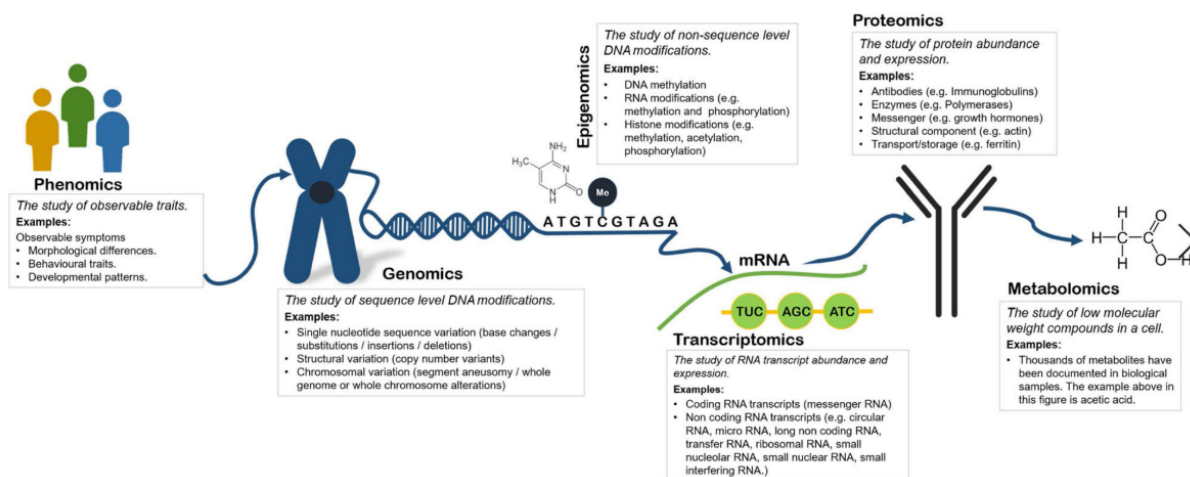 Phenomics
The study of observable traits.
Examples:
Observable symptoms
• Morphological differences.
• Behavioural traits.
• Developmental patterns.
Genomics
The study of sequence level DNA modifications.
Examples:
• Single nucleotide sequence variation (base changes /
substitutions / insertions / deletions)
• Structural variation (copy number variants)
• Chromosomal variation (segment aneusomy / whole
genome or whole chromosome alterations)
Epigenomics
The study of non-sequence level
DNA modifications.
Examples:
• DNA methylation
• RNA modifications (e.g.
methylation and phosphorylation)
• Histone modifications (e.g.
methylation, acetylation,
phosphorylation)
NH₂
H₃C
N
N
H
O
Me
ATGTCGTAGA
mRNA
TUC AGC ATC
Transcriptomics
The study of RNA transcript abundance and
expression.
Examples:
• Coding RNA transcripts (messenger RNA)
• Non coding RNA transcripts (e.g. circular
RNA, micro RNA, long non coding RNA,
transfer RNA, ribosomal RNA, small
nucleolar RNA, small nuclear RNA, small
interfering RNA.)
Proteomics
The study of protein abundance
and expression.
Examples:
• Antibodies (e.g. Immunoglobulins)
• Enzymes (e.g. Polymerases)
• Messenger (e.g. growth hormones)
• Structural component (e.g. actin)
• Transport/storage (e.g. ferritin)
H O
H C C
H O H
Metabolomics
The study of low molecular
weight compounds in a cell.
Examples:
• Thousands of metabolites have
been documented in biological
samples. The example above in
this figure is acetic acid.